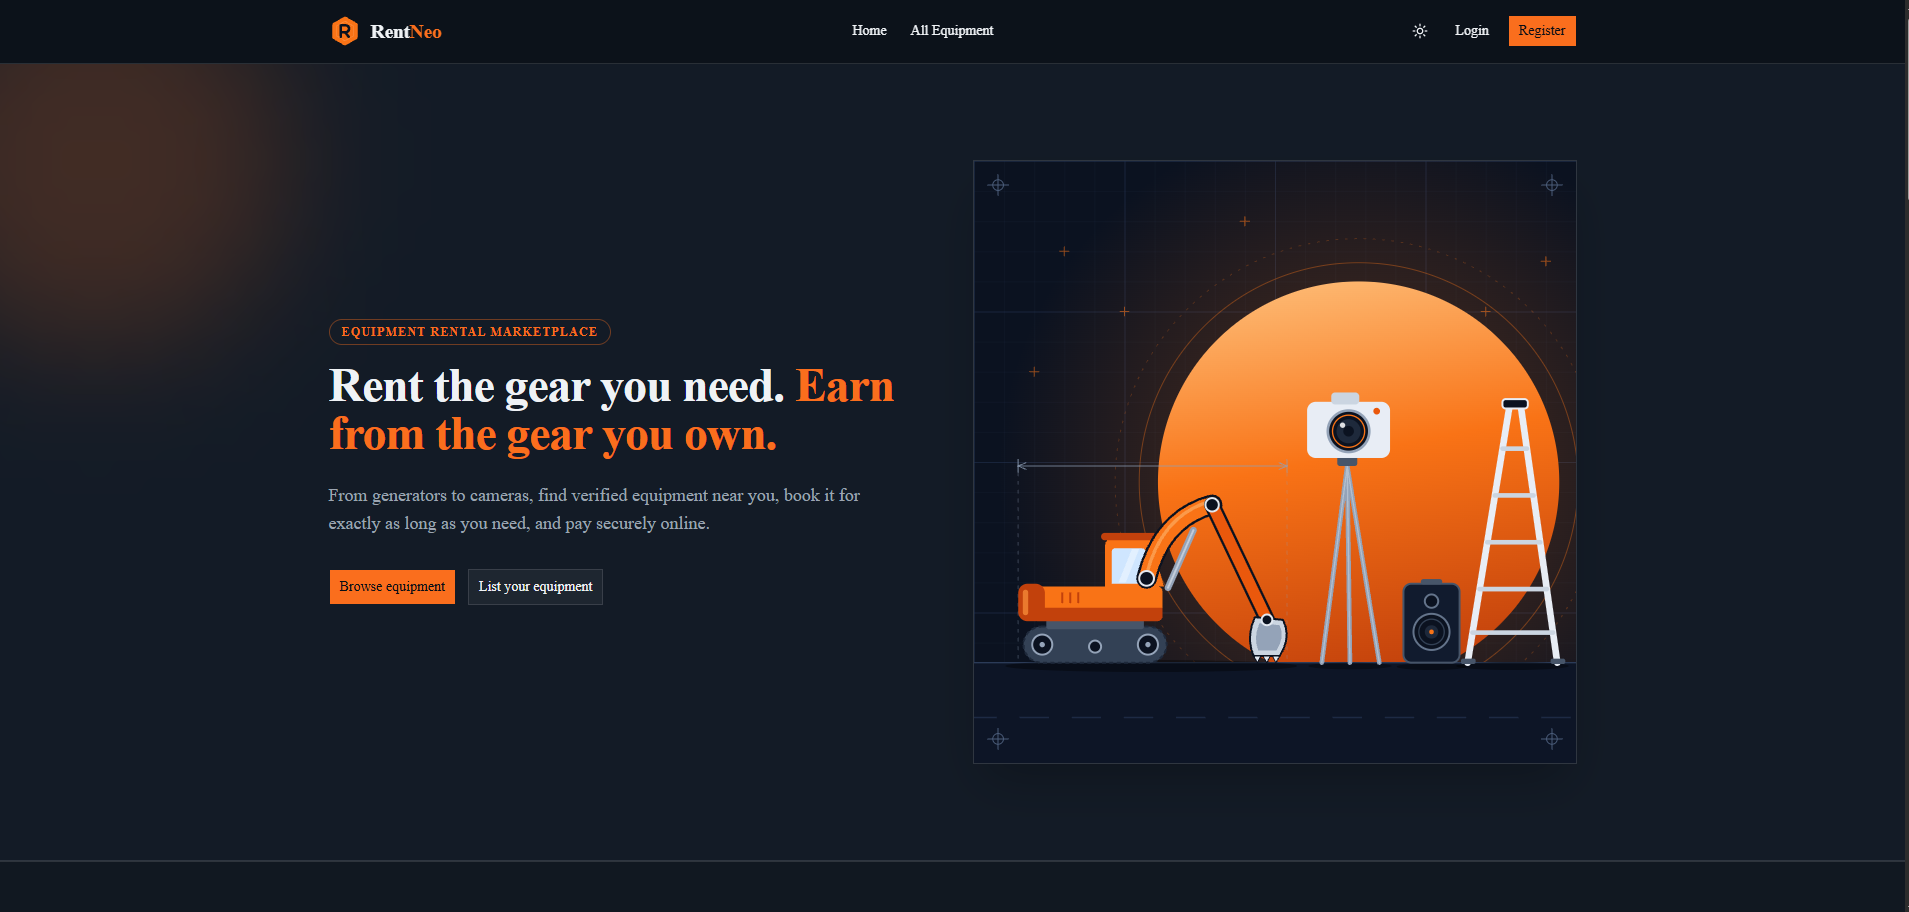 RentNeo
Home
All Equipment
Login
Register
EQUIPMENT RENTAL MARKETPLACE
Rent the gear you need. Earn
from the gear you own.
From generators to cameras, find verified equipment near you, book it for
exactly as long as you need, and pay securely online.
Browse equipment
List your equipment